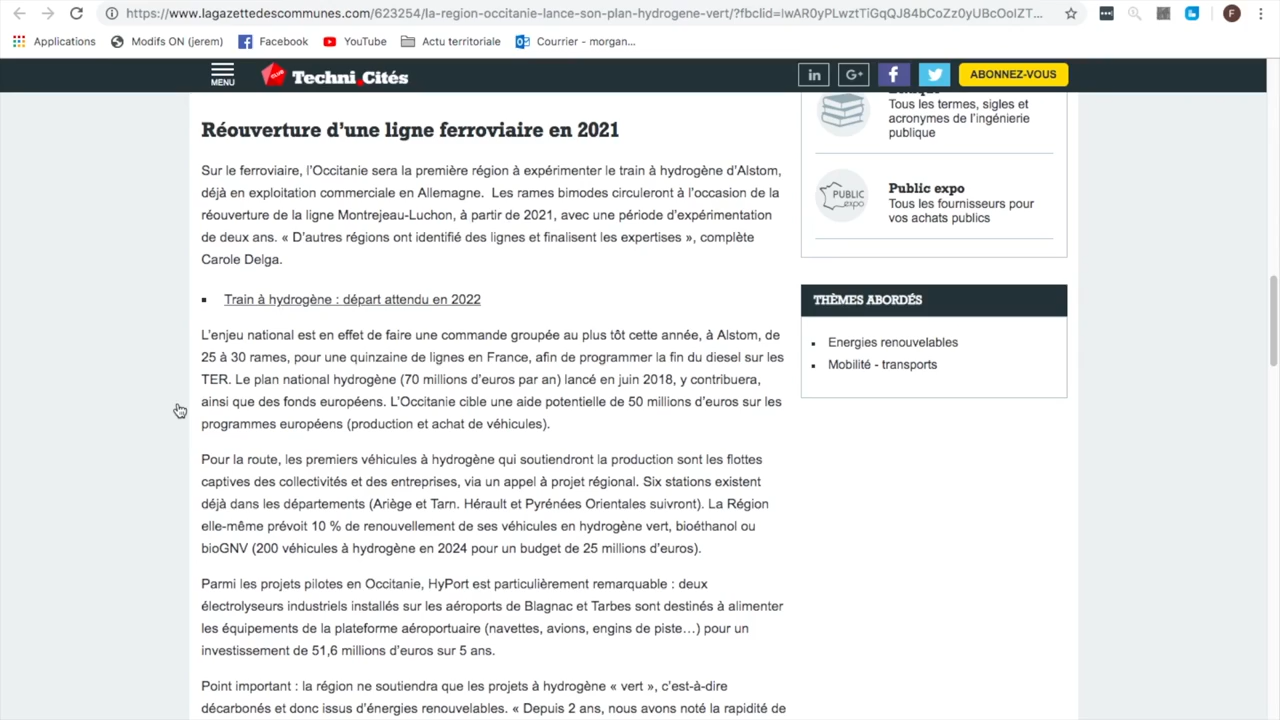 https://www.lagazettedescommunes.com/623254/la-region-occitanie-lance-son-plan-hydrogene-vert/?fbclid=IwAR0yPLwztTiGqQJ84bCoZz0yUBcOoIZT...
F
Applications
Modifs ON (jerem)
Facebook
YouTube
Actu territoriale
Courrier - morgan...
MENU
CLUB
Techni.Cités
in
G+
f
ABONNEZ-VOUS
Réouverture d'une ligne ferroviaire en 2021
Sur le ferroviaire, l'Occitanie sera la première région à expérimenter le train à hydrogène d'Alstom,
déjà en exploitation commerciale en Allemagne. Les rames bimodes circuleront à l'occasion de la
réouverture de la ligne Montrejeau-Luchon, à partir de 2021, avec une période d'expérimentation
de deux ans. « D'autres régions ont identifié des lignes et finalisent les expertises », complète
Carole Delga.
▪ Train à hydrogène : départ attendu en 2022
L'enjeu national est en effet de faire une commande groupée au plus tôt cette année, à Alstom, de
25 à 30 rames, pour une quinzaine de lignes en France, afin de programmer la fin du diesel sur les
TER. Le plan national hydrogène (70 millions d'euros par an) lancé en juin 2018, y contribuera,
ainsi que des fonds européens. L'Occitanie cible une aide potentielle de 50 millions d'euros sur les
programmes européens (production et achat de véhicules).
Pour la route, les premiers véhicules à hydrogène qui soutiendront la production sont les flottes
captives des collectivités et des entreprises, via un appel à projet régional. Six stations existent
déjà dans les départements (Ariège et Tarn. Hérault et Pyrénées Orientales suivront). La Région
elle-même prévoit 10 % de renouvellement de ses véhicules en hydrogène vert, bioéthanol ou
bioGNV (200 véhicules à hydrogène en 2024 pour un budget de 25 millions d'euros).
Parmi les projets pilotes en Occitanie, HyPort est particulièrement remarquable : deux
électrolyseurs industriels installés sur les aéroports de Blagnac et Tarbes sont destinés à alimenter
les équipements de la plateforme aéroportuaire (navettes, avions, engins de piste…) pour un
investissement de 51,6 millions d'euros sur 5 ans.
Point important : la région ne soutiendra que les projets à hydrogène « vert », c'est-à-dire
décarbonés et donc issus d'énergies renouvelables. « Depuis 2 ans, nous avons noté la rapidité de
Tous les termes, sigles et
acronymes de l'ingénierie
publique
PUBLIC
expo
Public expo
Tous les fournisseurs pour
vos achats publics
THÈMES ABORDÉS
▪ Energies renouvelables
▪ Mobilité - transports